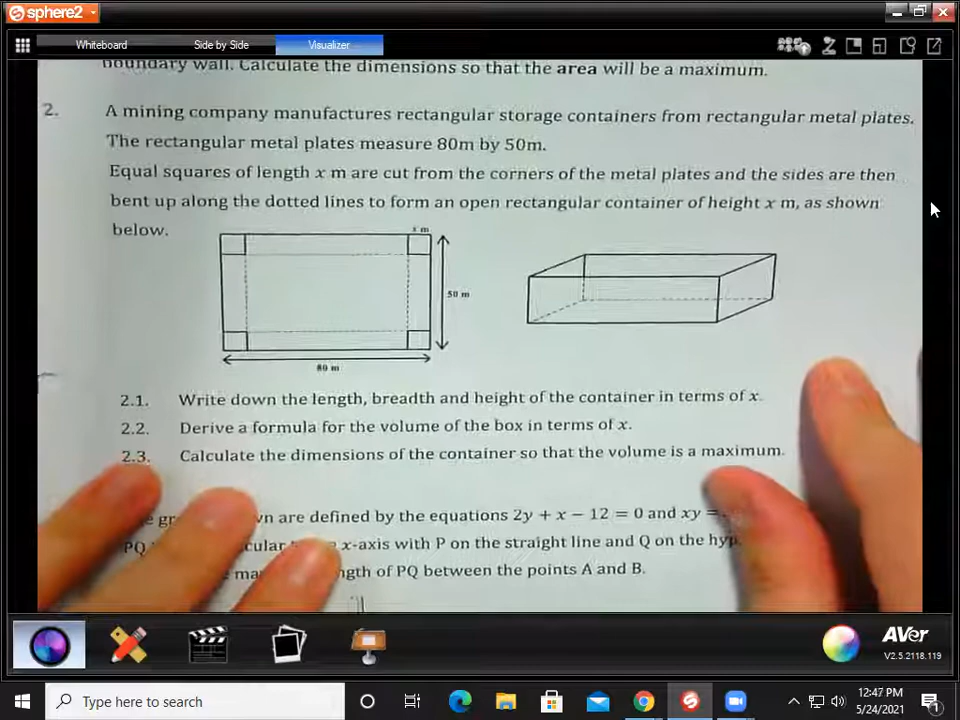 sphere2
Whiteboard
Side by Side
Visualizer
boundary wall. Calculate the dimensions so that the area will be a maximum.
2. A mining company manufactures rectangular storage containers from rectangular metal plates.
The rectangular metal plates measure 80m by 50m.
Equal squares of length x m are cut from the corners of the metal plates and the sides are then
bent up along the dotted lines to form an open rectangular container of height x m, as shown
below.
x m
50 m
80 m
2.1. Write down the length, breadth and height of the container in terms of x.
2.2. Derive a formula for the volume of the box in terms of x.
2.3. Calculate the dimensions of the container so that the volume is a maximum.
are defined by the equations 2y + x − 12 = 0 and xy =
PQ x-axis with P on the straight line and Q on the
of PQ between the points A and B.
AVer
V2.5.2118.119
Type here to search
12:47 PM
5/24/2021
1